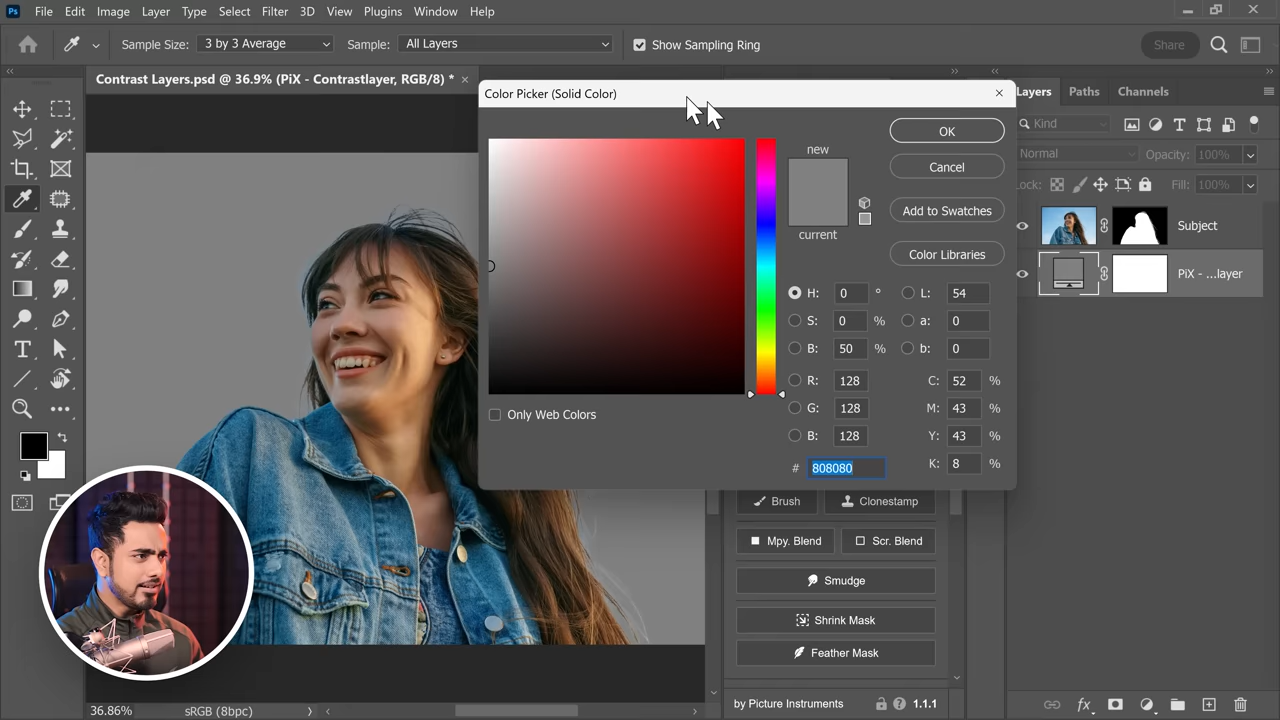 Ps File Edit Image Layer Type Select Filter 3D View Plugins Window Help
Sample Size: 3 by 3 Average Sample: All Layers Show Sampling Ring Share
Contrast Layers.psd @ 36.9% (PiX - Contrastlayer, RGB/8) *
Color Picker (Solid Color)
new
current
OK
Cancel
Add to Swatches
Color Libraries
H: 0 ° L: 54
S: 0 % a: 0
B: 50 % b: 0
R: 128 C: 52 %
G: 128 M: 43 %
B: 128 Y: 43 %
# 808080 K: 8 %
Only Web Colors
Layers Paths Channels
Kind
Normal Opacity: 100%
Lock: Fill: 100%
Subject
PiX - ...layer
Brush Clonestamp
Mpy. Blend Scr. Blend
Smudge
Shrink Mask
Feather Mask
by Picture Instruments 1.1.1
36.86% sRGB (8bpc)